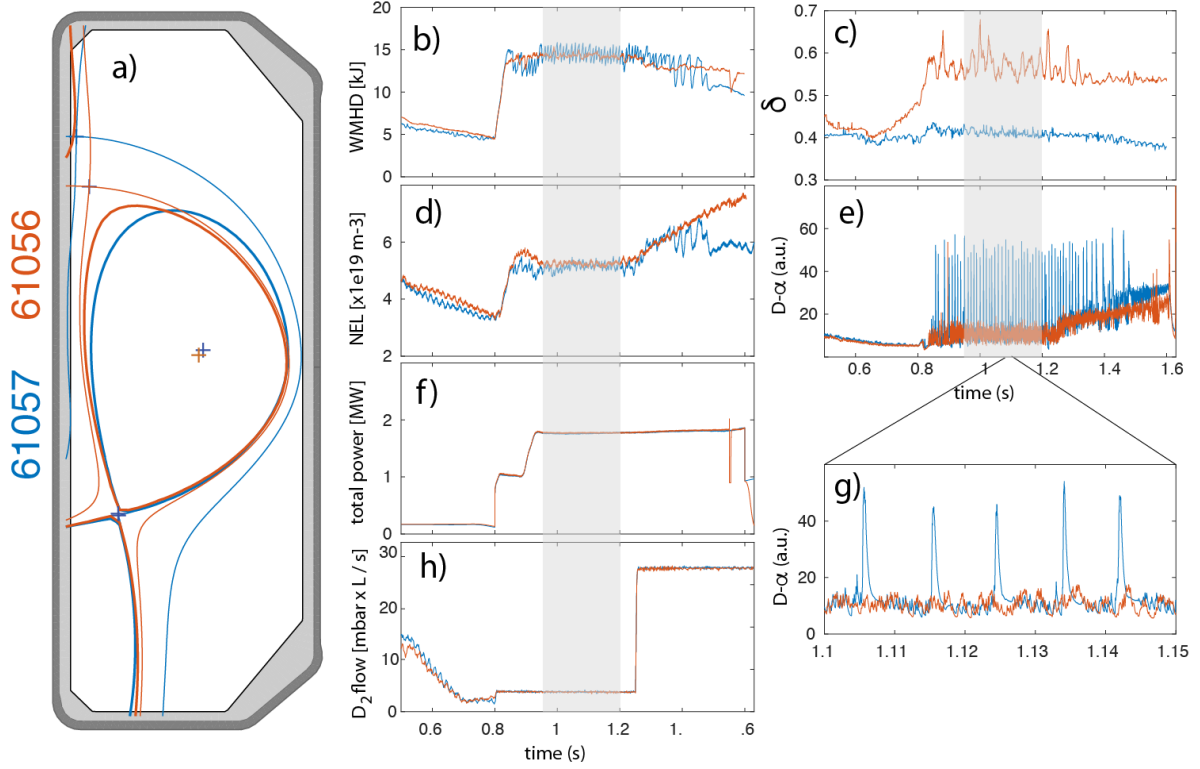 61057 61056
a)
b)
WMHD [kJ]
20
15
10
5
0
c)
δ
0.6
0.5
0.4
0.3
d)
NEL [x1e19 m-3)
6
4
2
e)
D-α (a.u.)
60
40
20
0.6 0.8 1 1.2 1.4 1.6
time (s)
f)
total power [MW)
3
2
1
0
g)
D-α (a.u.)
40
20
0
1.1 1.11 1.12 1.13 1.14 1.15
h)
D2 flow [mbar x L / s)
30
20
10
0
0.6 0.8 1 1.2 1. .6
time (s)